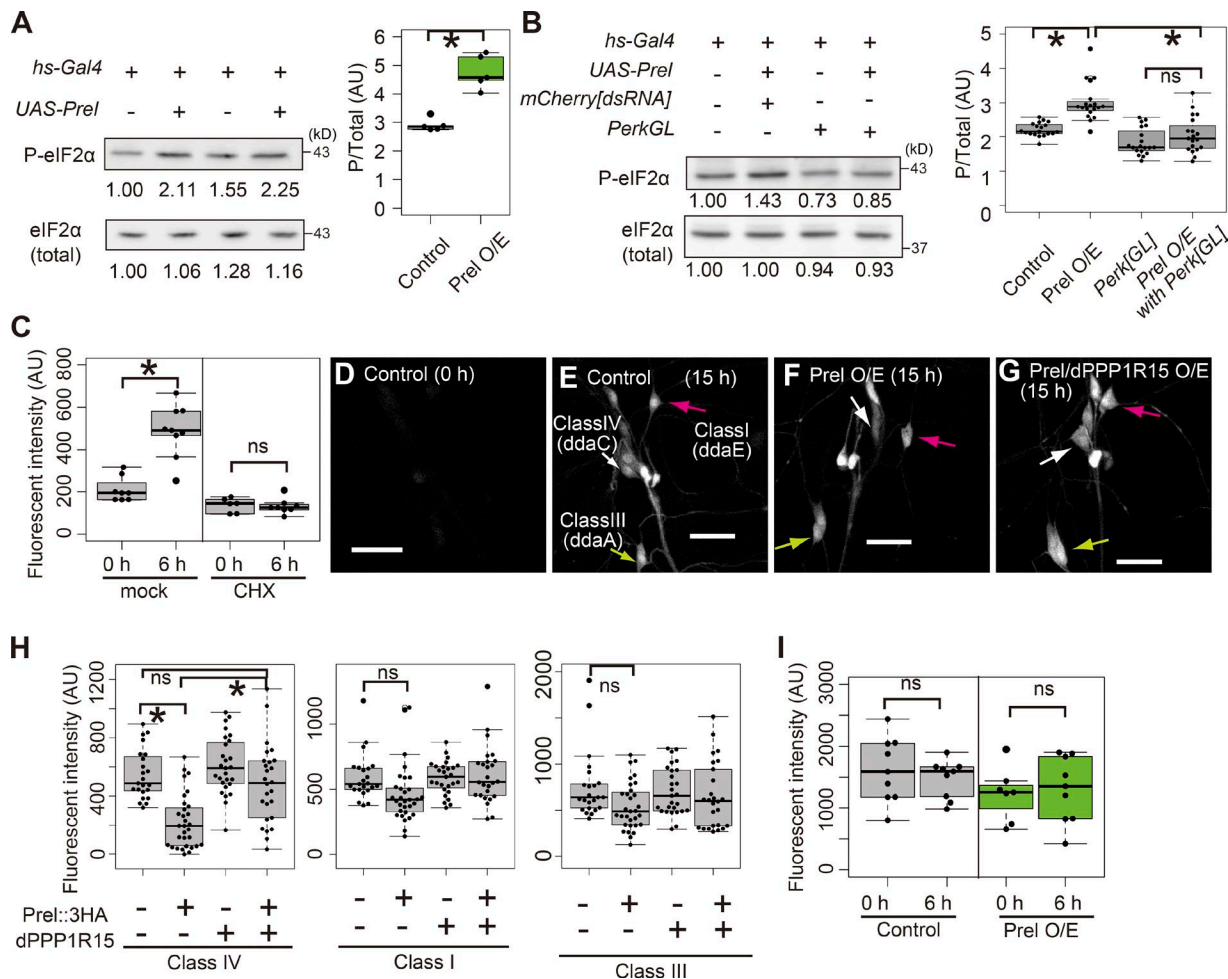 A
hs-Gal4 + + + +
UAS-Prel - + - +
(kD)
P-eIF2α
43
1.00 2.11 1.55 2.25
eIF2α
(total)
43
1.00 1.06 1.28 1.16
P/Total (AU)
0 1 2 3 4 5 6
*
Control
Prel O/E
B
hs-Gal4 + + + +
UAS-Prel - + - +
mCherry[dsRNA] - + - -
PerkGL - - + +
(kD)
P-eIF2α
43
1.00 1.43 0.73 0.85
eIF2α
(total)
37
1.00 1.00 0.94 0.93
P/Total (AU)
0 1 2 3 4 5
* *
ns
Control
Prel O/E
Perk[GL]
Prel O/E
with Perk[GL]
C
Fluorescent intensity (AU)
0 200 400 600 800
*
ns
0 h 6 h 0 h 6 h
mock CHX
D Control (0 h)
E Control (15 h)
ClassIV
(ddaC)
ClassI
(ddaE)
ClassIII
(ddaA)
F Prel O/E (15 h)
G Prel/dPPP1R15 O/E
(15 h)
H
Fluorescent intensity (AU)
0 400 800 1200
ns
*
*
0 500 1000
ns
0 500 1000 2000
ns
Prel::3HA - + - + - + - + - + - +
dPPP1R15 - - + + - - + + - - + +
Class IV Class I Class III
I
Fluorescent intensity (AU)
0 1000 2000 3000
ns ns
0 h 6 h 0 h 6 h
Control Prel O/E